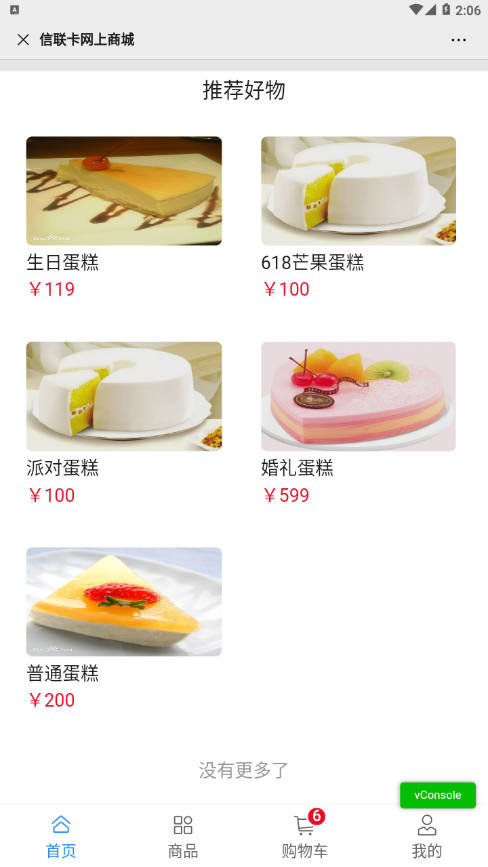 A
2:06
信联卡网上商城
推荐好物
生日蛋糕
￥119
618芒果蛋糕
￥100
派对蛋糕
￥100
婚礼蛋糕
￥599
普通蛋糕
￥200
没有更多了
vConsole
首页
商品
6
购物车
我的